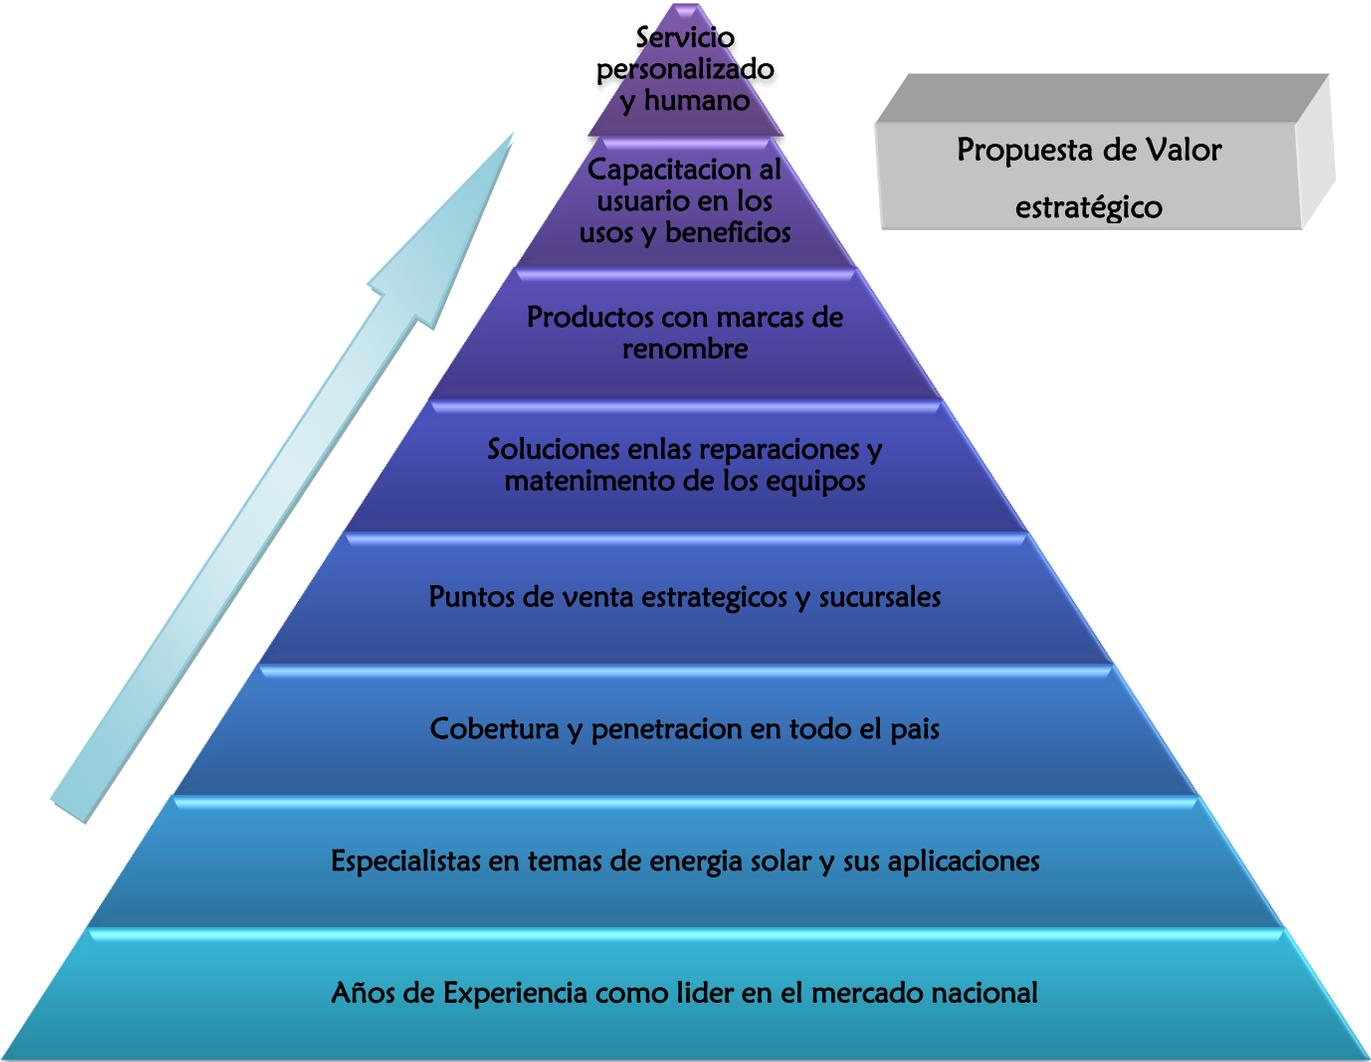 Servicio
personalizado
y humano
Propuesta de Valor
estratégico
Capacitacion al
usuario en los
usos y beneficios
Productos con marcas de
renombre
Soluciones enlas reparaciones y
matenimento de los equipos
Puntos de venta estrategicos y sucursales
Cobertura y penetracion en todo el pais
Especialistas en temas de energia solar y sus aplicaciones
Años de Experiencia como lider en el mercado nacional